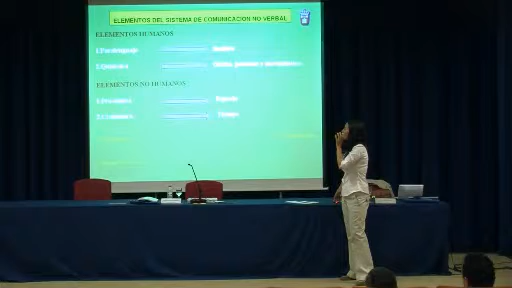 ELEMENTOS DEL SISTEMA DE COMUNICACIÓN NO VERBAL
ELEMENTOS HUMANOS
1.Paralenguaje
2.Quinésica
ELEMENTOS NO HUMANOS
1.Proxémica Espacio
2.Cronémica Tiempo